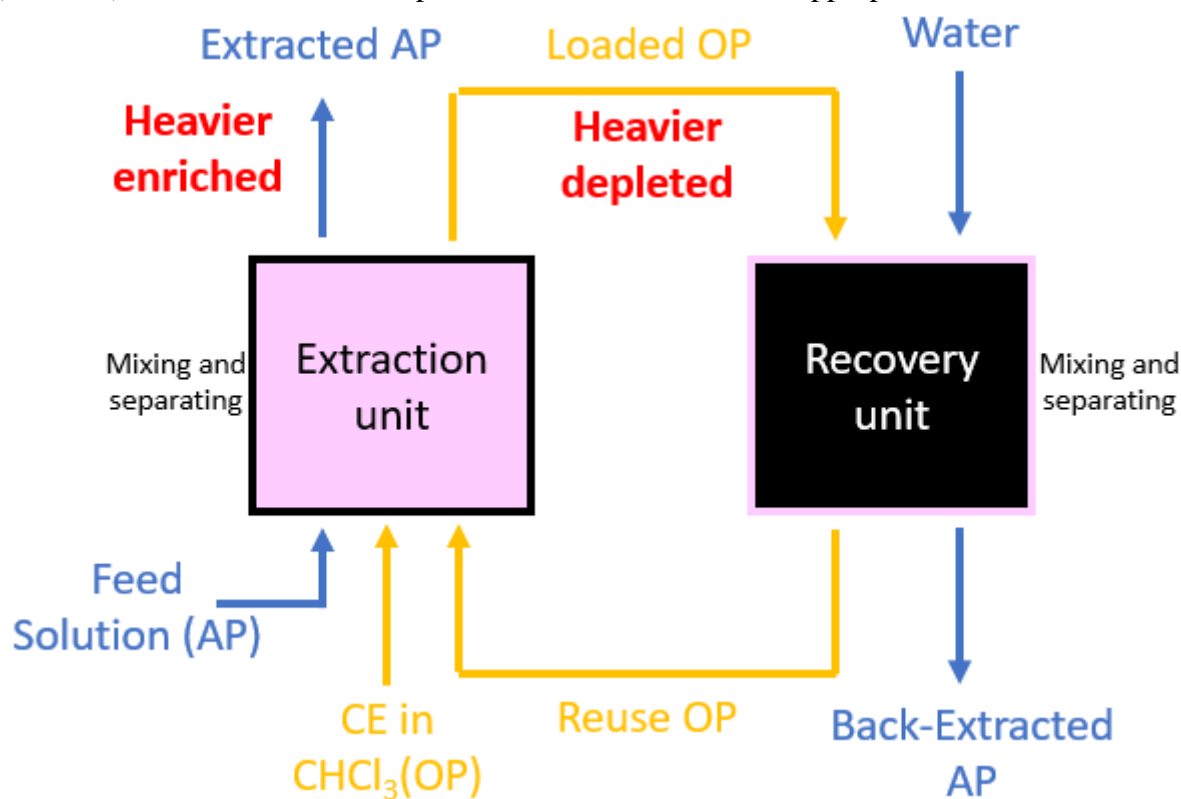 Extracted AP
Loaded OP
Water
Heavier
enriched
Heavier
depleted
Mixing and
separating
Extraction
unit
Recovery
unit
Mixing and
separating
Feed
Solution (AP)
CE in
CHCl₃(OP)
Reuse OP
Back-Extracted
AP